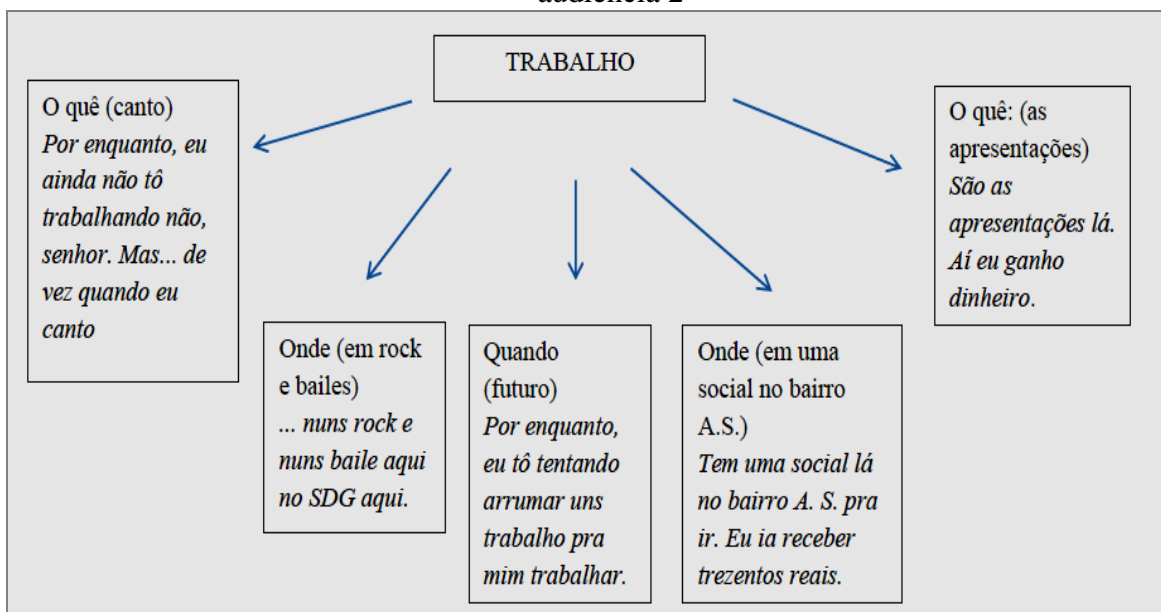 audiência 2
TRABALHO
O quê (canto)
Por enquanto, eu
ainda não tô
trabalhando não,
senhor. Mas... de
vez quando eu
canto
Onde (em rock
e bailes)
... nuns rock e
nuns baile aqui
no SDG aqui.
Quando
(futuro)
Por enquanto,
eu tô tentando
arrumar uns
trabalho pra
mim trabalhar.
Onde (em uma
social no bairro
A.S.)
Tem uma social lá
no bairro A. S. pra
ir. Eu ia receber
trezentos reais.
O quê: (as
apresentações)
São as
apresentações lá.
Aí eu ganho
dinheiro.